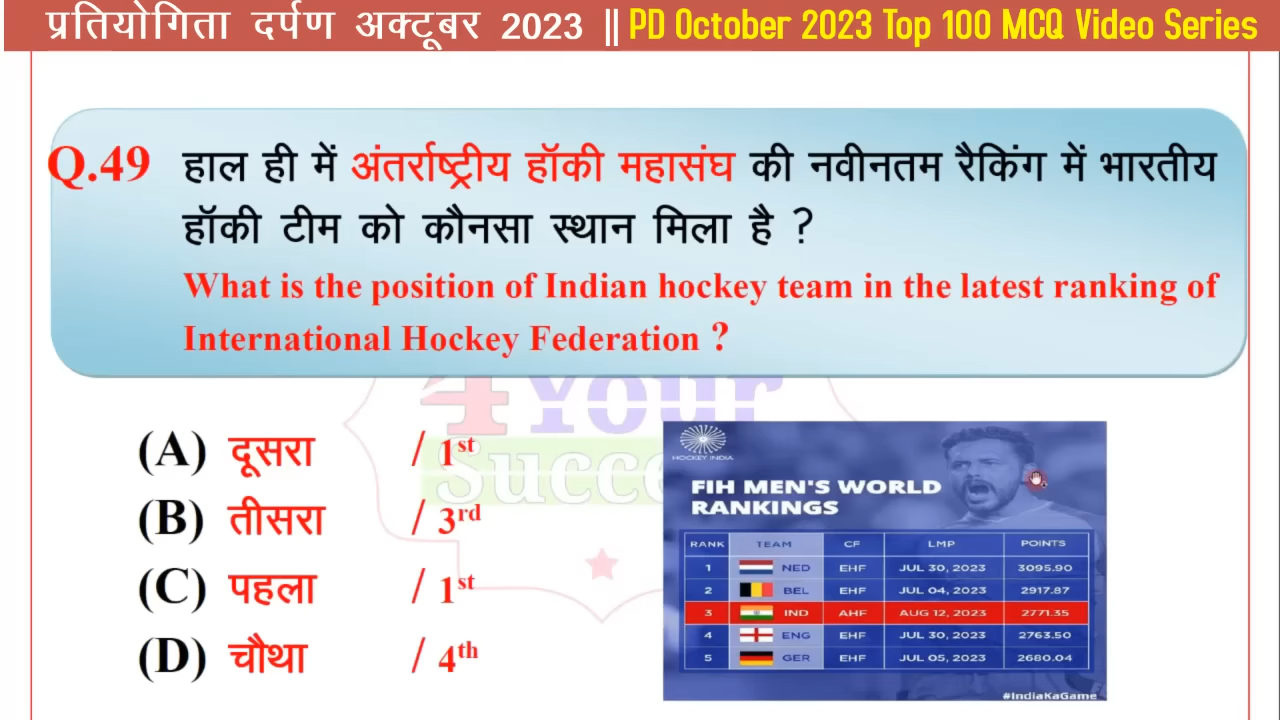 प्रतियोगिता दर्पण अक्टूबर 2023 || PD October 2023 Top 100 MCQ Video Series
Q.49 हाल ही में अंतर्राष्ट्रीय हॉकी महासंघ की नवीनतम रैकिंग में भारतीय
हॉकी टीम को कौनसा स्थान मिला है ?
What is the position of Indian hockey team in the latest ranking of
International Hockey Federation ?
4Your
Succe
(A) दूसरा / 1st
(B) तीसरा / 3rd
(C) पहला / 1st
(D) चौथा / 4th
HOCKEY INDIA
FIH MEN'S WORLD
RANKINGS
RANK TEAM CF LMP POINTS
1 NED EHF JUL 30, 2023 3095.90
2 BEL EHF JUL 04, 2023 2917.87
3 IND AHF AUG 12, 2023 2771.35
4 ENG EHF JUL 30, 2023 2763.50
5 GER EHF JUL 05, 2023 2680.04
#IndiaKaGame